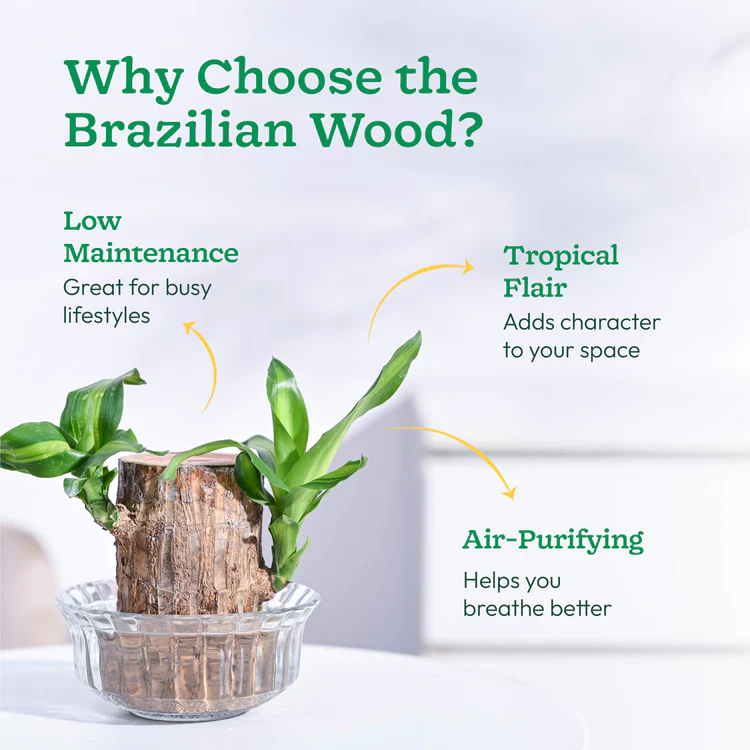 Why Choose the
Brazilian Wood?
Low
Maintenance
Great for busy
lifestyles
Tropical
Flair
Adds character
to your space
Air-Purifying
Helps you
breathe better